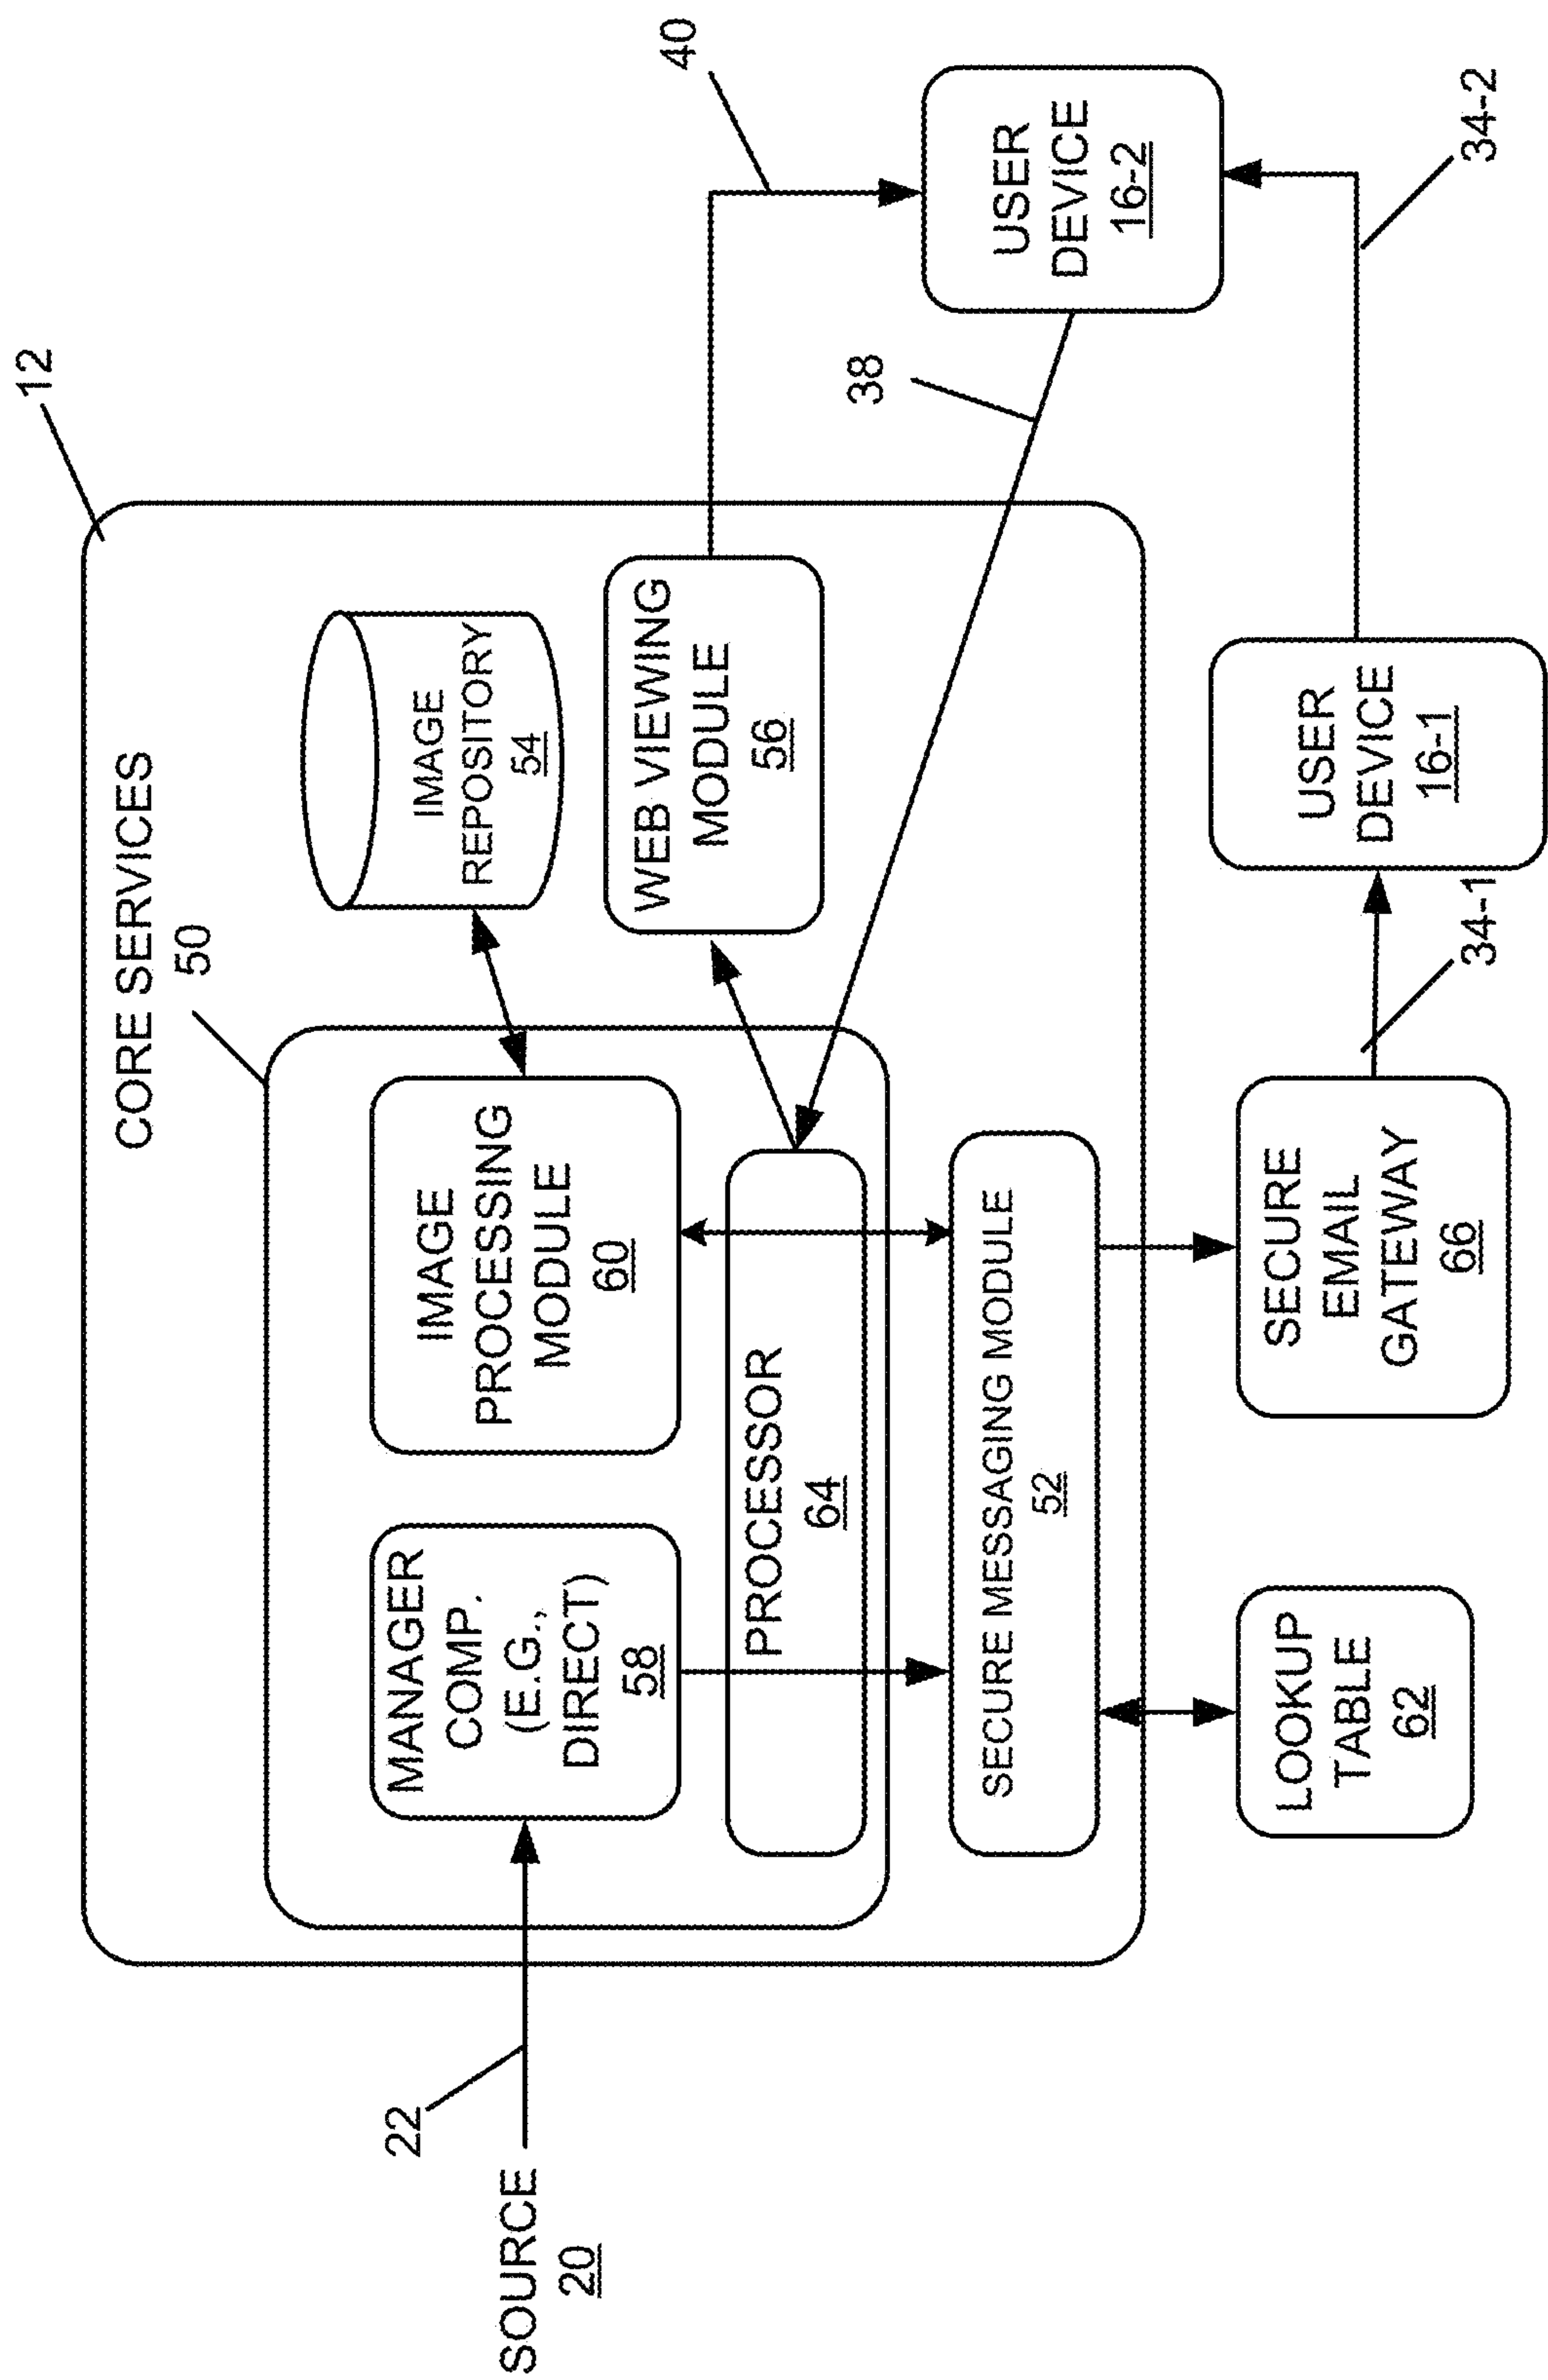 12
CORE SERVICES
50
40
MANAGER
COMP.
(E.G.,
DIRECT)
58
IMAGE
PROCESSING
MODULE
60
IMAGE
REPOSITORY
54
WEB VIEWING
MODULE
56
PROCESSOR
64
SECURE MESSAGING MODULE
52
22
SOURCE
20
38
USER
DEVICE
16-2
LOOKUP
TABLE
62
SECURE
EMAIL
GATEWAY
66
34-1
USER
DEVICE
16-1
34-2